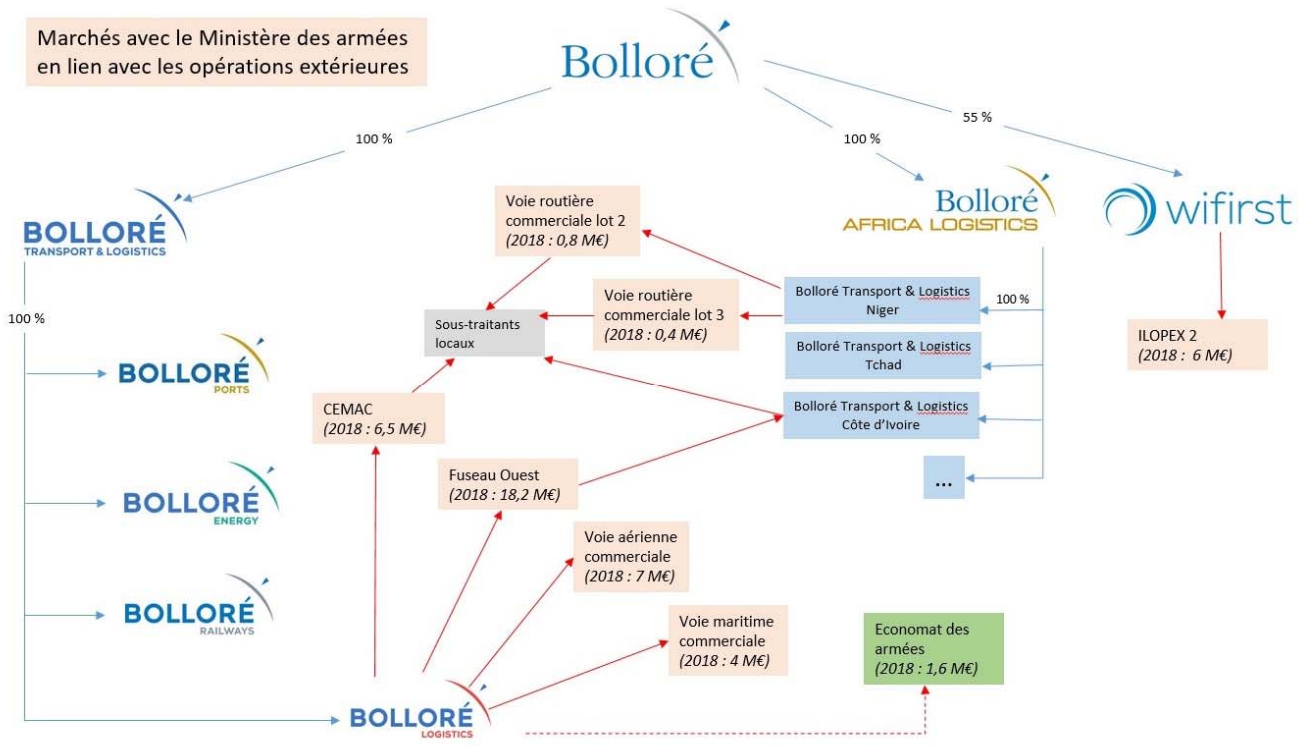 Marchés avec le Ministère des armées
en lien avec les opérations extérieures
Bolloré
100 %
100 %
55 %
BOLLORÉ
TRANSPORT & LOGISTICS
Bolloré
AFRICA LOGISTICS
wifirst
Voie routière
commerciale lot 2
(2018 : 0,8 M€)
Voie routière
commerciale lot 3
(2018 : 0,4 M€)
Sous-traitants
locaux
Bolloré Transport & Logistics
Niger
100 %
Bolloré Transport & Logistics
Tchad
Bolloré Transport & Logistics
Côte d'Ivoire
...
ILOPEX 2
(2018 : 6 M€)
100 %
BOLLORÉ
PORTS
CEMAC
(2018 : 6,5 M€)
Fuseau Ouest
(2018 : 18,2 M€)
BOLLORÉ
ENERGY
Voie aérienne
commerciale
(2018 : 7 M€)
BOLLORÉ
RAILWAYS
Voie maritime
commerciale
(2018 : 4 M€)
Economat des
armées
(2018 : 1,6 M€)
BOLLORÉ
LOGISTICS